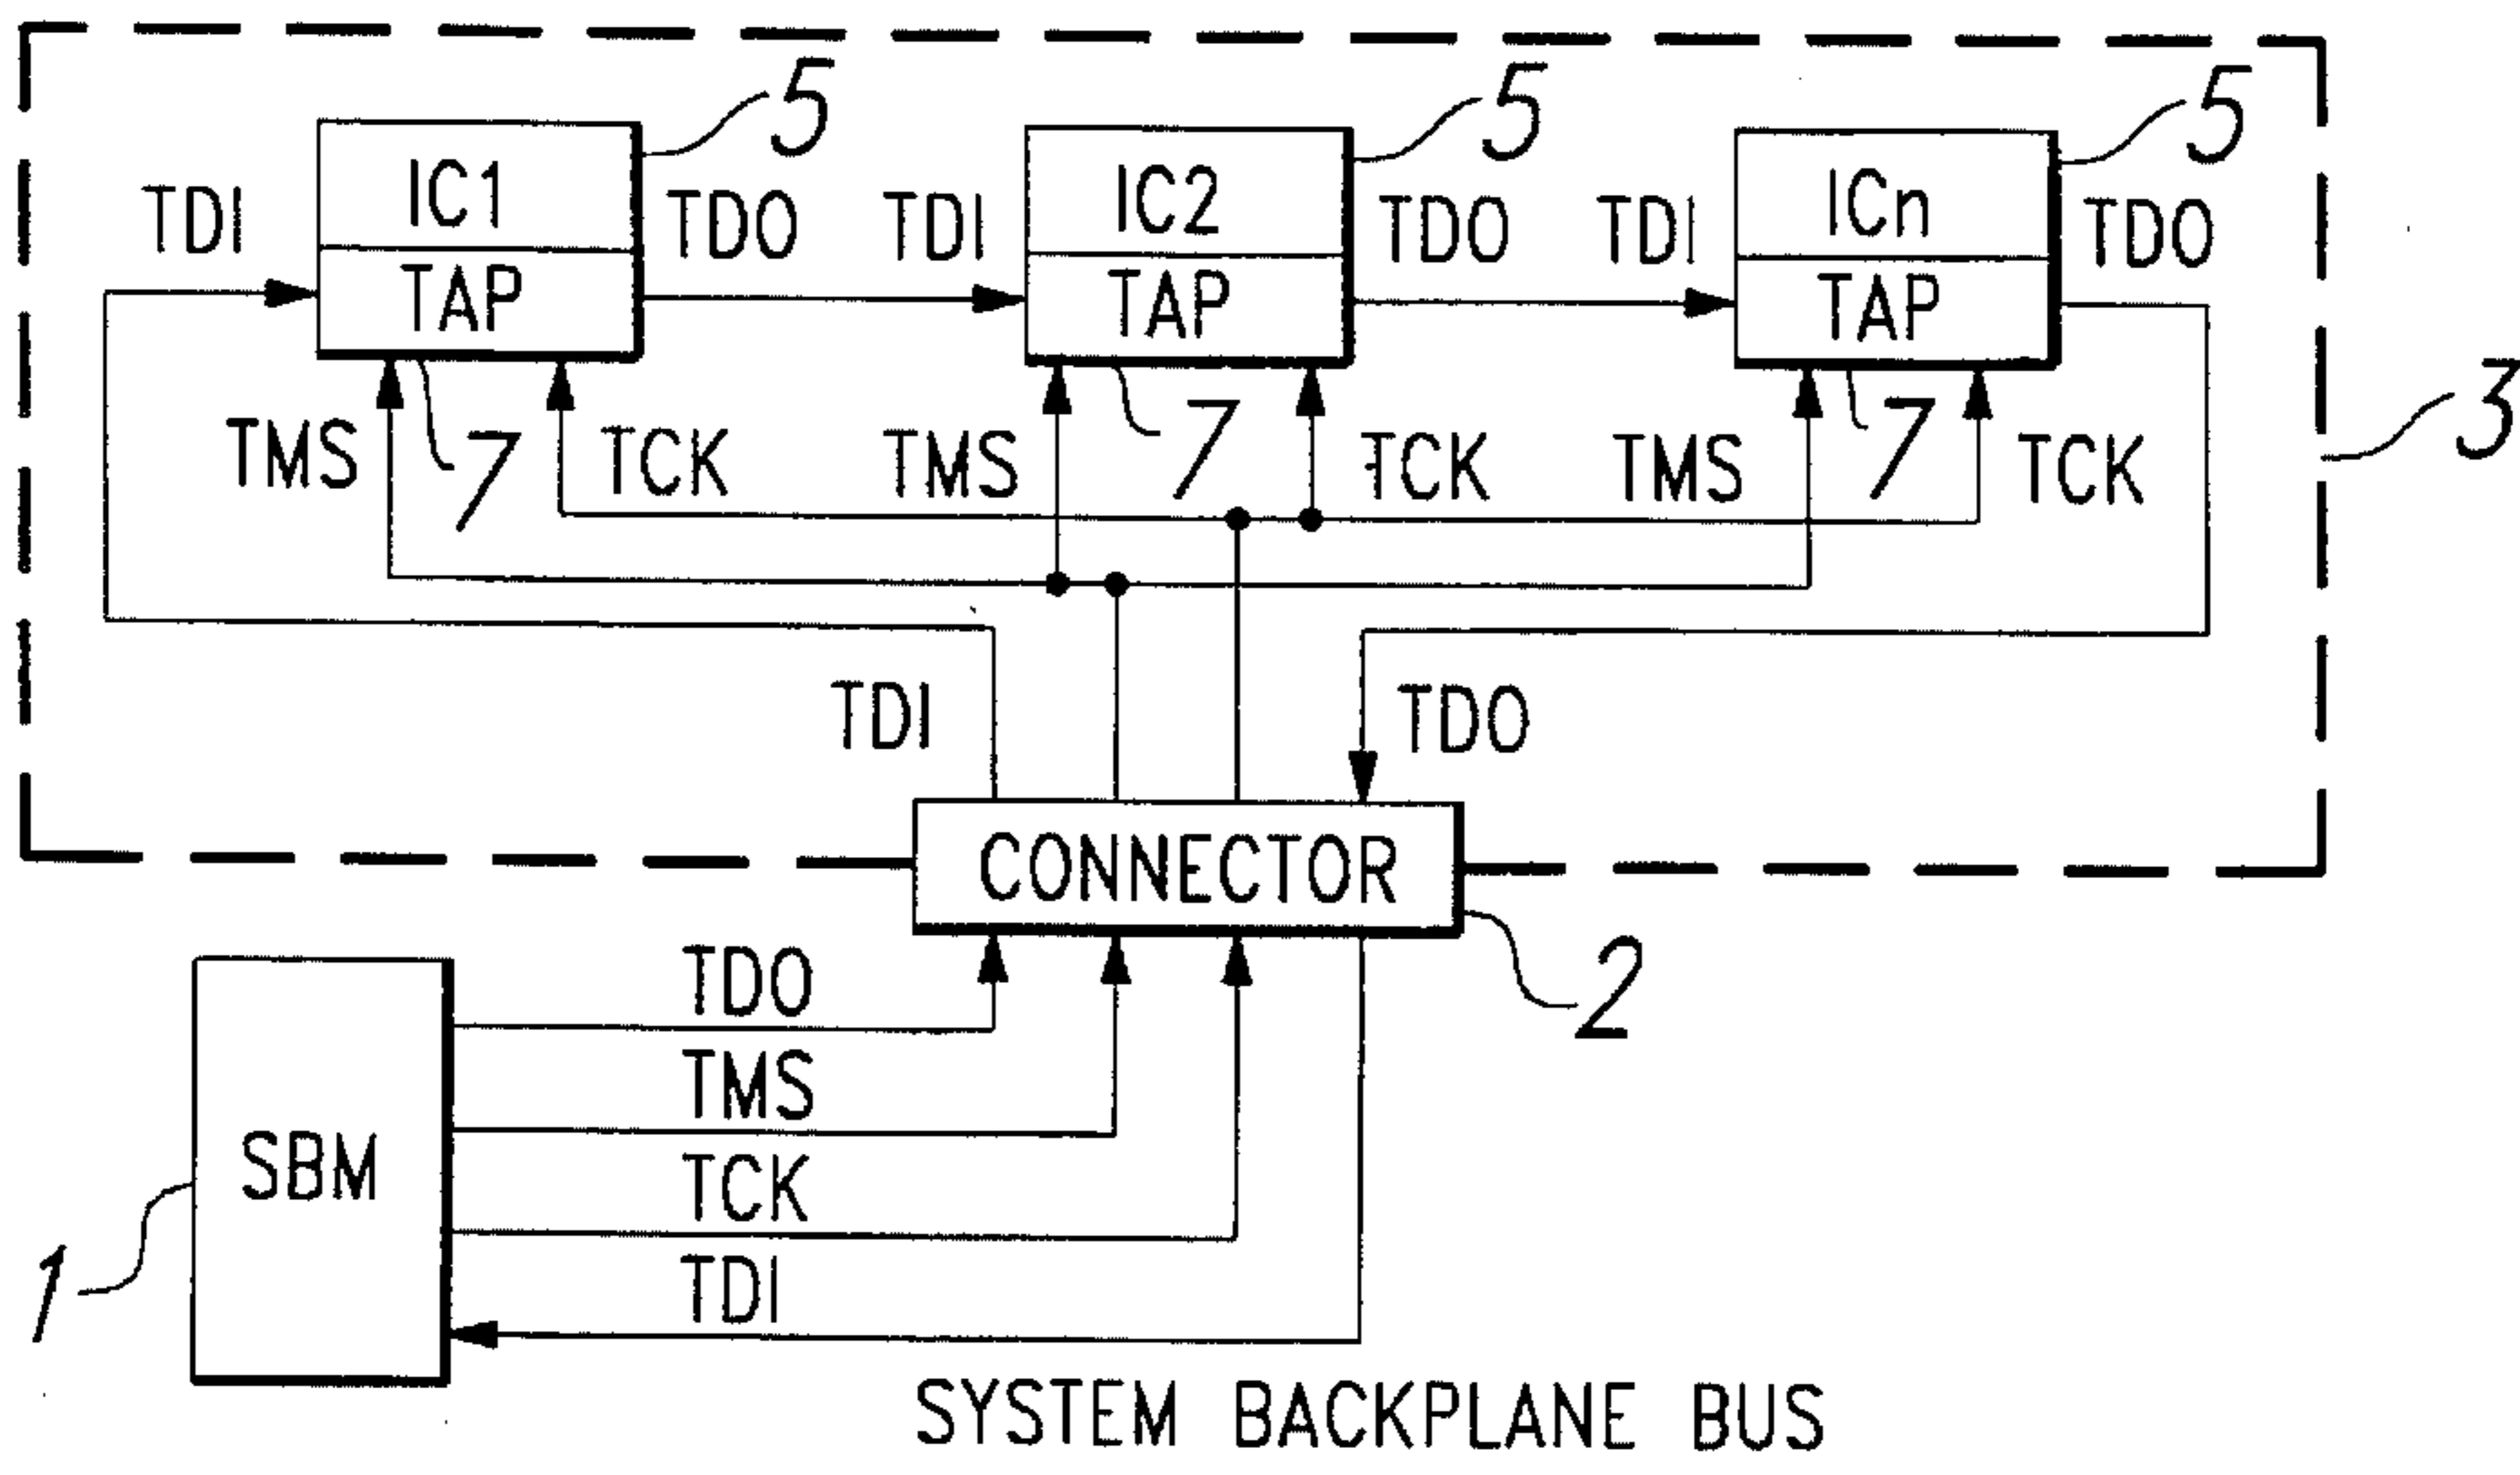 5
5
5
IC1
IC2
ICn
TDI
TDO
TDI
TDO
TDI
TDO
TAP
TAP
TAP
3
TMS
7
TCK
TMS
7
TCK
TMS
7
TCK
TDI
TDO
CONNECTOR
2
TDO
TMS
TCK
TDI
SBM
1
SYSTEM BACKPLANE BUS